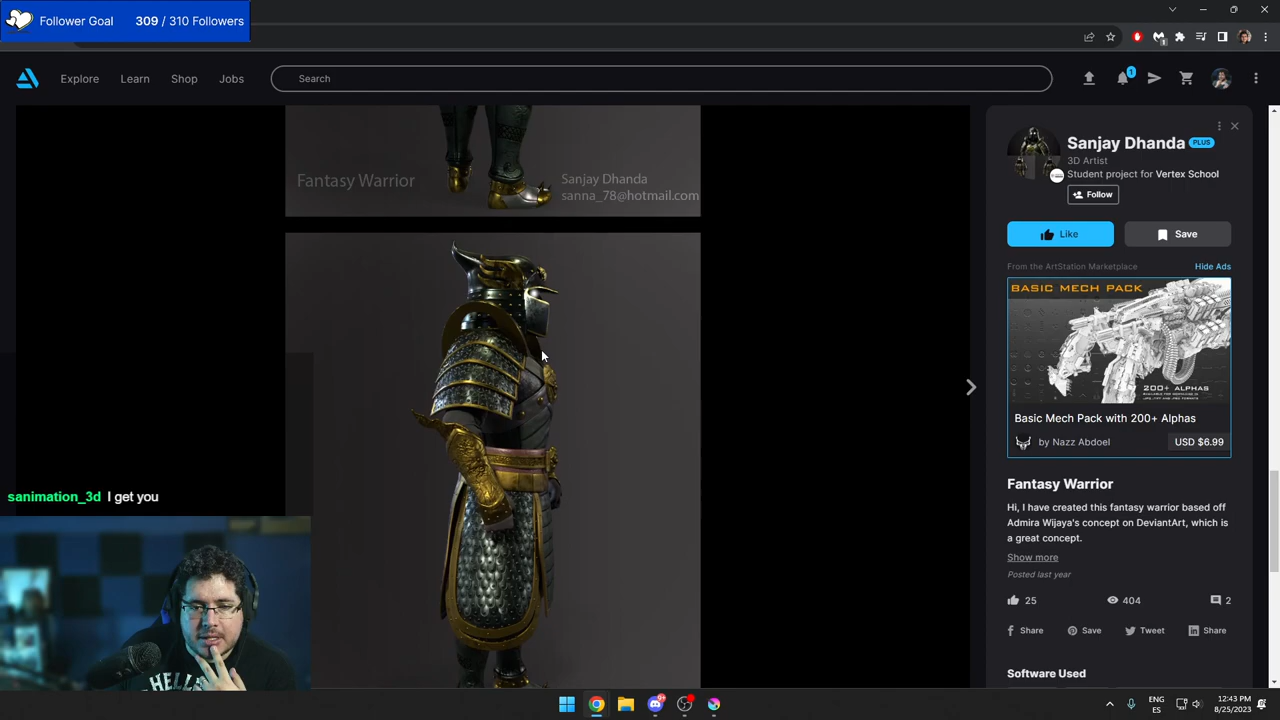 Follower Goal 309 / 310 Followers
Explore Learn Shop Jobs Search
1
1
Fantasy Warrior
Sanjay Dhanda
sanna_78@hotmail.com
Sanjay Dhanda PLUS
3D Artist
Student project for Vertex School
Follow
Like Save
From the ArtStation Marketplace Hide Ads
BASIC MECH PACK
200+ ALPHAS
Basic Mech Pack with 200+ Alphas
by Nazz Abdoel USD $6.99
Fantasy Warrior
Hi, I have created this fantasy warrior based off
Admira Wijaya's concept on DeviantArt, which is
a great concept.
Show more
Posted last year
25 404 2
Share Save Tweet Share
Software Used
sanimation_3d I get you
HELL
9+
ENG
ES
12:43 PM
8/25/2023